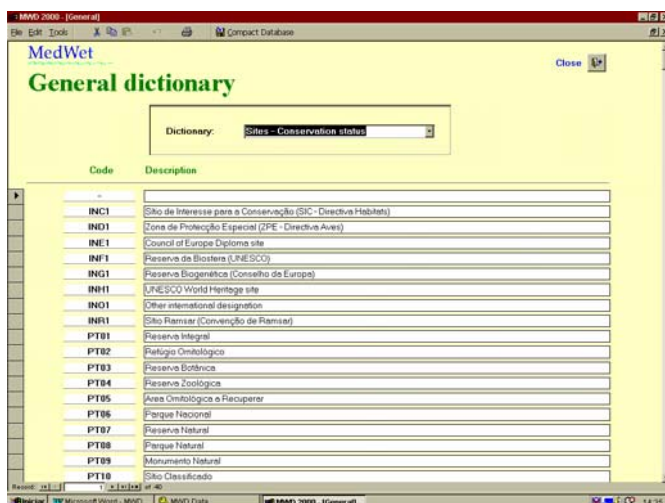 MWD 2000 - [General]
File Edit Tools Compact Database
MedWet
Close
General dictionary
Dictionary: Sites - Conservation status
Code Description
-
INC1 Sítio de Interesse para a Conservação (SIC - Directiva Habitats)
IND1 Zona de Protecção Especial (ZPE - Directiva Aves)
INE1 Council of Europe Diploma site
INF1 Reserva da Biosfera (UNESCO)
ING1 Reserva Biogenética (Conselho da Europa)
INH1 UNESCO World Heritage site
INO1 Other international designation
INR1 Sítio Ramsar (Convenção de Ramsar)
PT01 Reserva Integral
PT02 Refúgio Ornitológico
PT03 Reserva Botânica
PT04 Reserva Zoológica
PT05 Área Ornitológica a Recuperar
PT06 Parque Nacional
PT07 Reserva Natural
PT08 Parque Natural
PT09 Monumento Natural
PT10 Sítio Classificado
Record: 1 of 40
Iniciar Microsoft Word - MWD MWD Data MWD 2000 - [General] 14:26